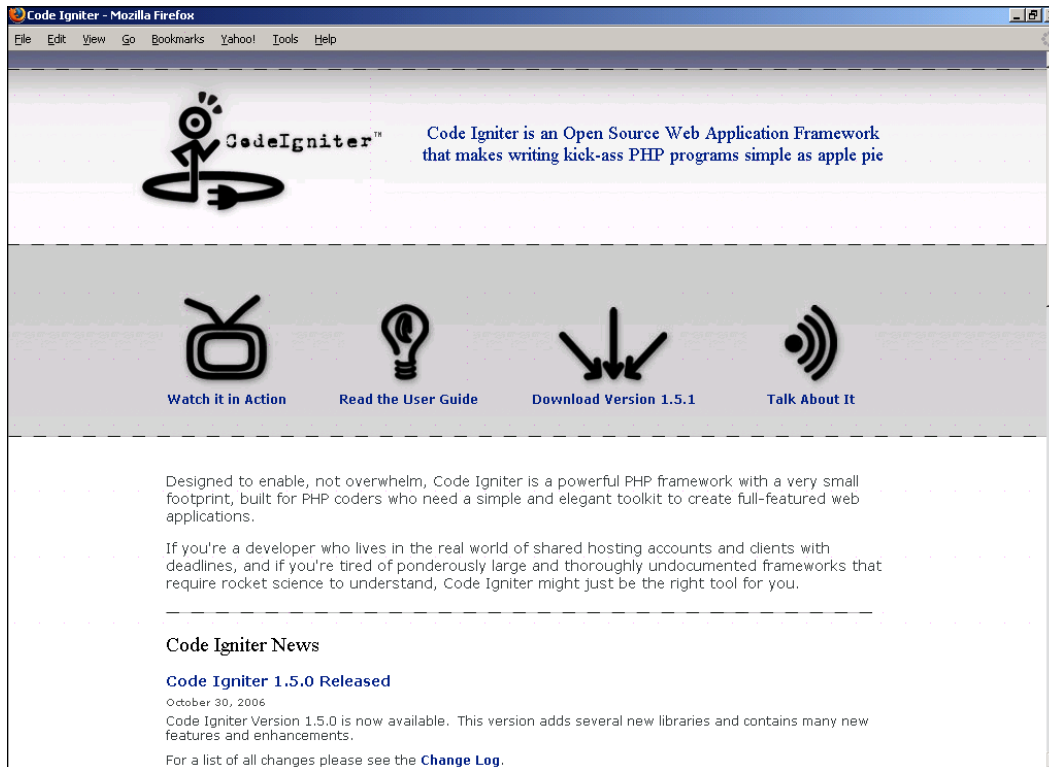 Code Igniter - Mozilla Firefox
File Edit View Go Bookmarks Yahoo! Tools Help
CodeIgniter™
Code Igniter is an Open Source Web Application Framework
that makes writing kick-ass PHP programs simple as apple pie
Watch it in Action Read the User Guide Download Version 1.5.1 Talk About It
Designed to enable, not overwhelm, Code Igniter is a powerful PHP framework with a very small
footprint, built for PHP coders who need a simple and elegant toolkit to create full-featured web
applications.
If you're a developer who lives in the real world of shared hosting accounts and clients with
deadlines, and if you're tired of ponderously large and thoroughly undocumented frameworks that
require rocket science to understand, Code Igniter might just be the right tool for you.
Code Igniter News
Code Igniter 1.5.0 Released
October 30, 2006
Code Igniter Version 1.5.0 is now available. This version adds several new libraries and contains many new
features and enhancements.
For a list of all changes please see the Change Log.